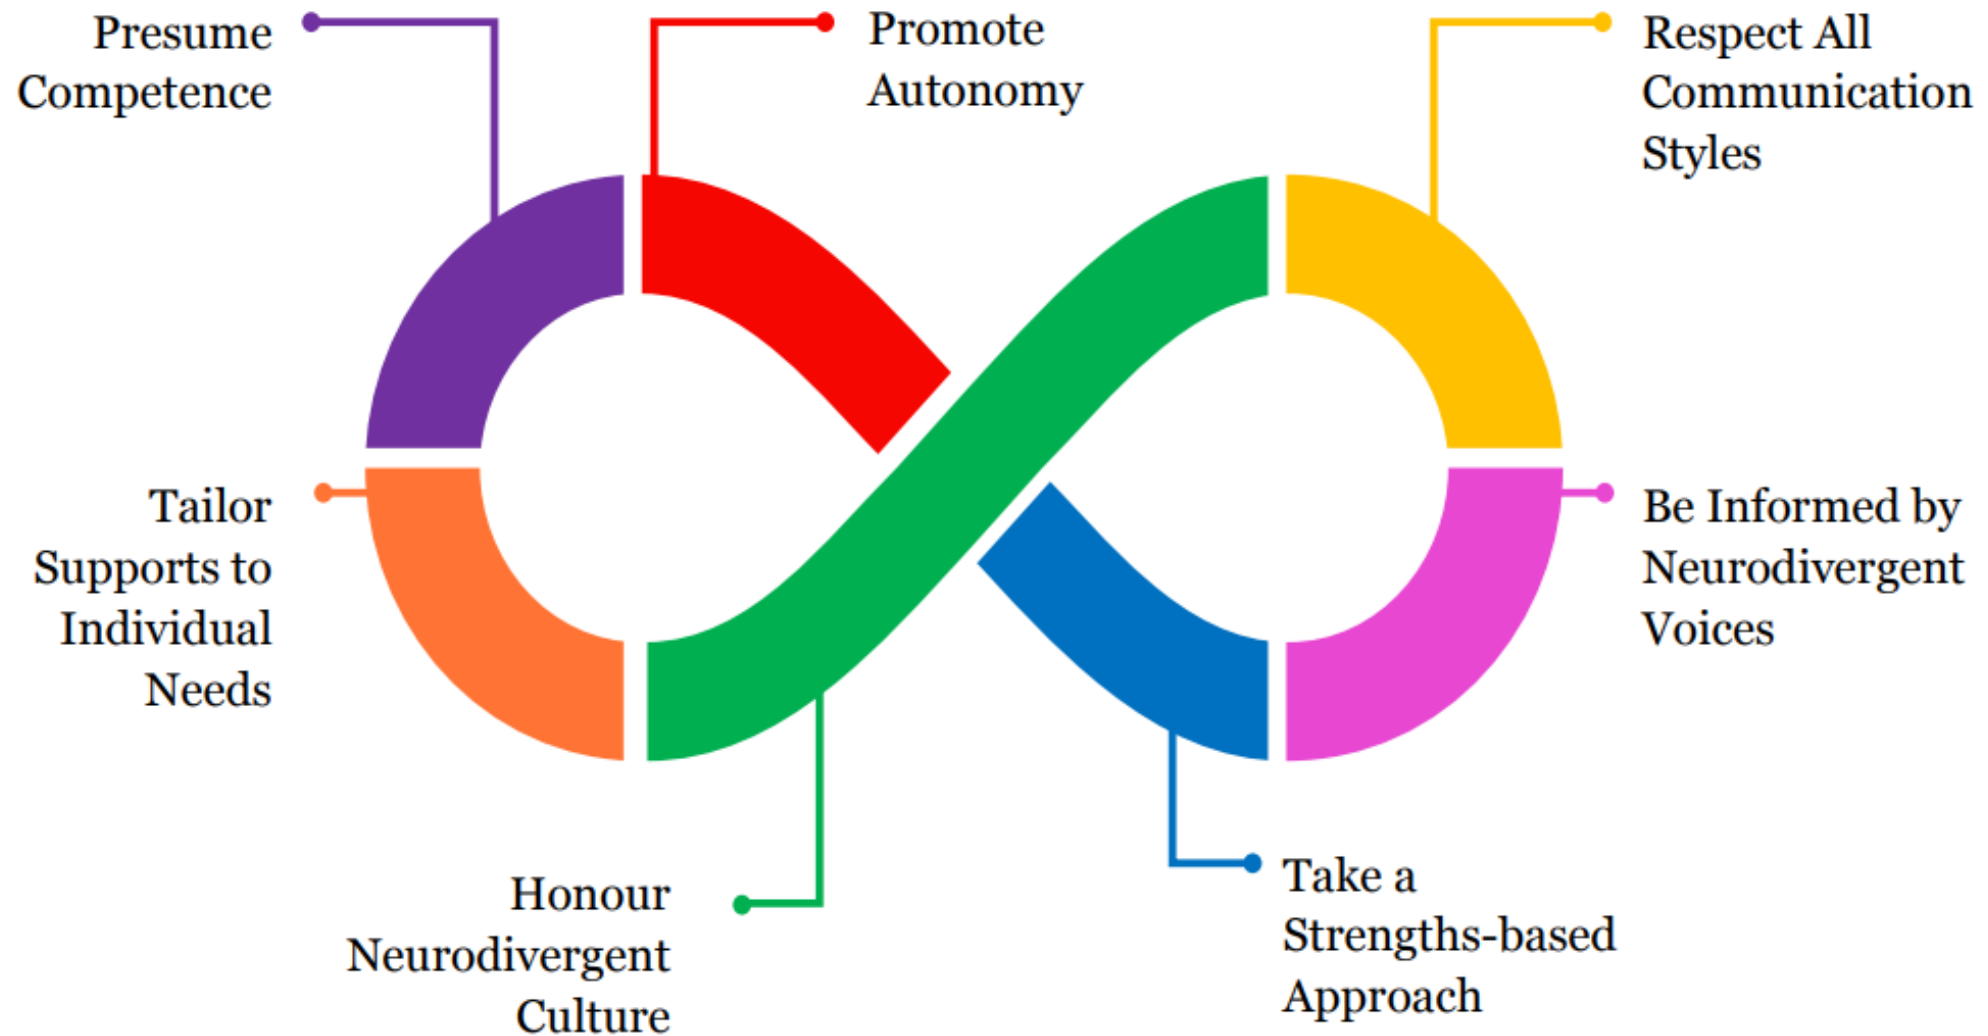 Presume
Competence
Promote
Autonomy
Respect All
Communication
Styles
Tailor
Supports to
Individual
Needs
Be Informed by
Neurodivergent
Voices
Honour
Neurodivergent
Culture
Take a
Strengths-based
Approach